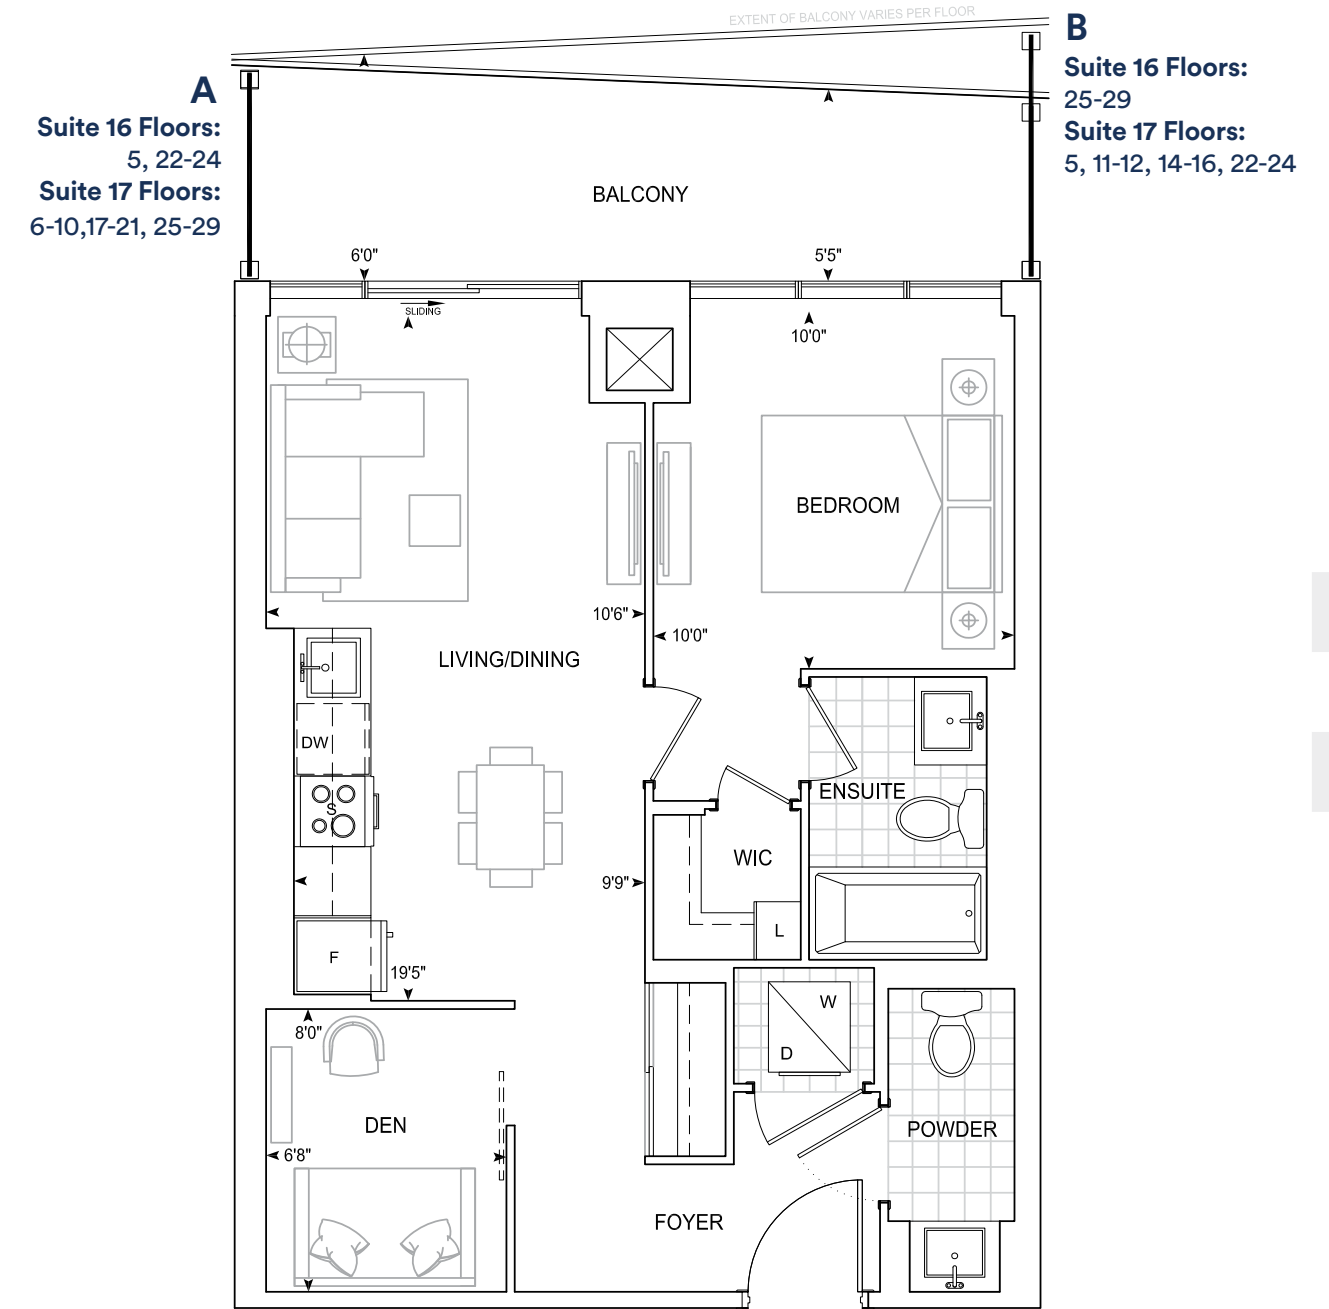 EXTENT OF BALCONY VARIES PER FLOOR
A
Suite 16 Floors:
5, 22-24
Suite 17 Floors:
6-10,17-21, 25-29
B
Suite 16 Floors:
25-29
Suite 17 Floors:
5, 11-12, 14-16, 22-24
BALCONY
6'0"
5'5"
SLIDING
10'0"
BEDROOM
10'6"
10'0"
LIVING/DINING
DW
S
ENSUITE
WIC
9'9"
L
F
19'5"
W
D
8'0"
DEN
POWDER
6'8"
FOYER